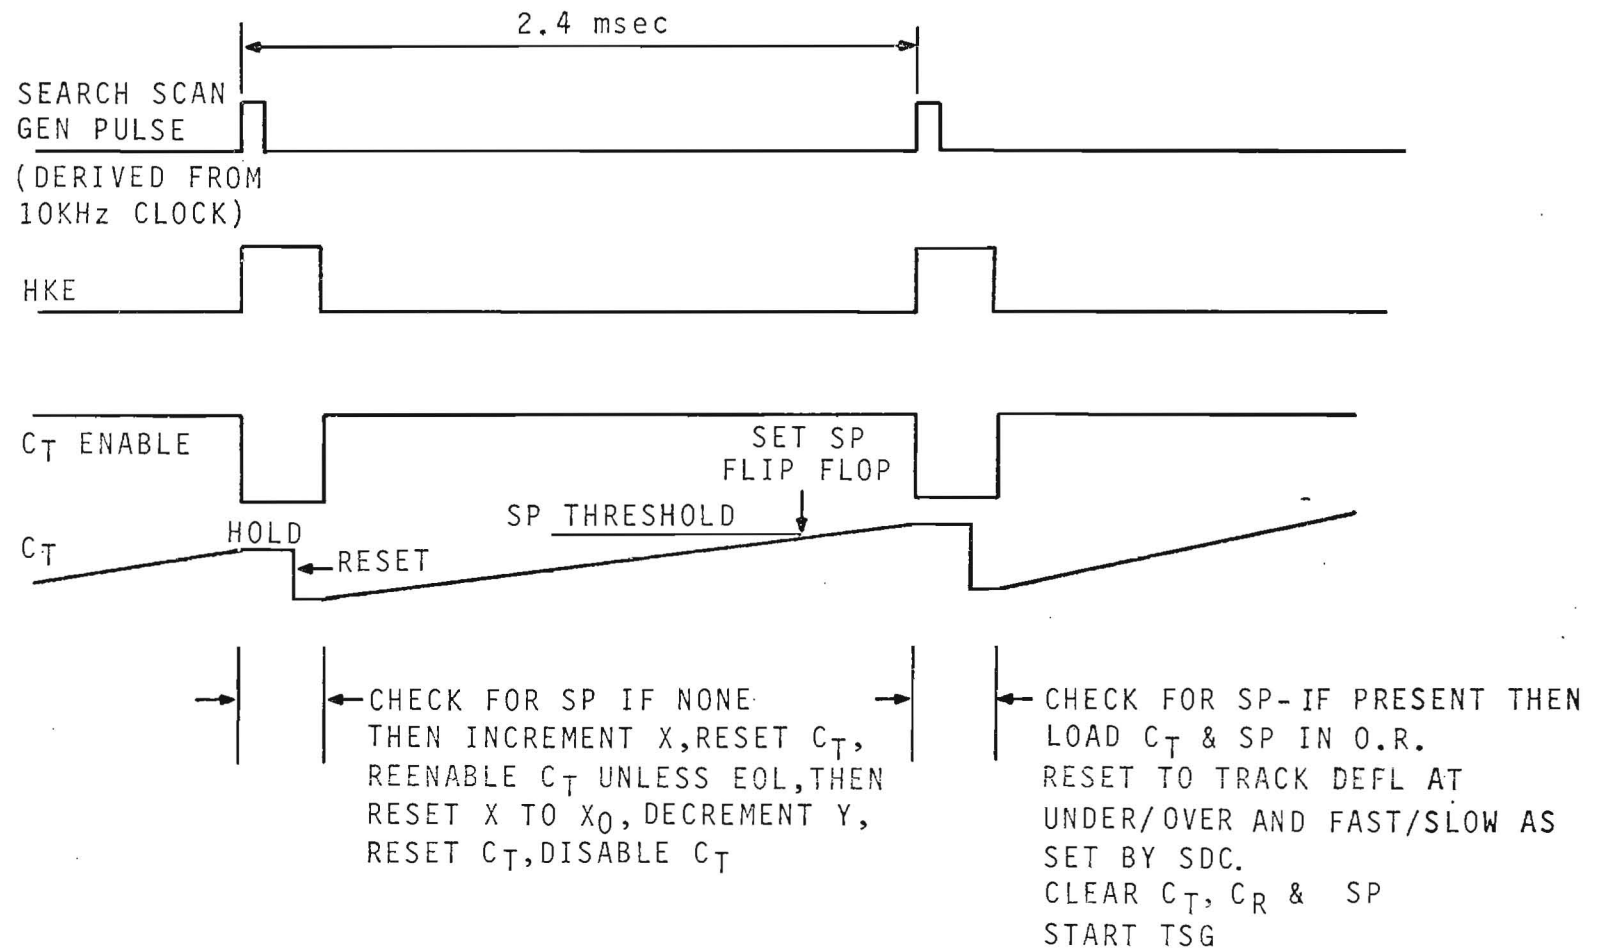 2.4 msec
SEARCH SCAN
GEN PULSE
(DERIVED FROM
10KHz CLOCK)
HKE
CT ENABLE
SET SP
FLIP FLOP
SP THRESHOLD
HOLD
CT
RESET
CHECK FOR SP IF NONE
THEN INCREMENT X,RESET CT,
REENABLE CT UNLESS EOL,THEN
RESET X TO X0,DECREMENT Y,
RESET CT,DISABLE CT
CHECK FOR SP-IF PRESENT THEN
LOAD CT & SP IN O.R.
RESET TO TRACK DEFL AT
UNDER/OVER AND FAST/SLOW AS
SET BY SDC.
CLEAR CT, CR & SP
START TSG